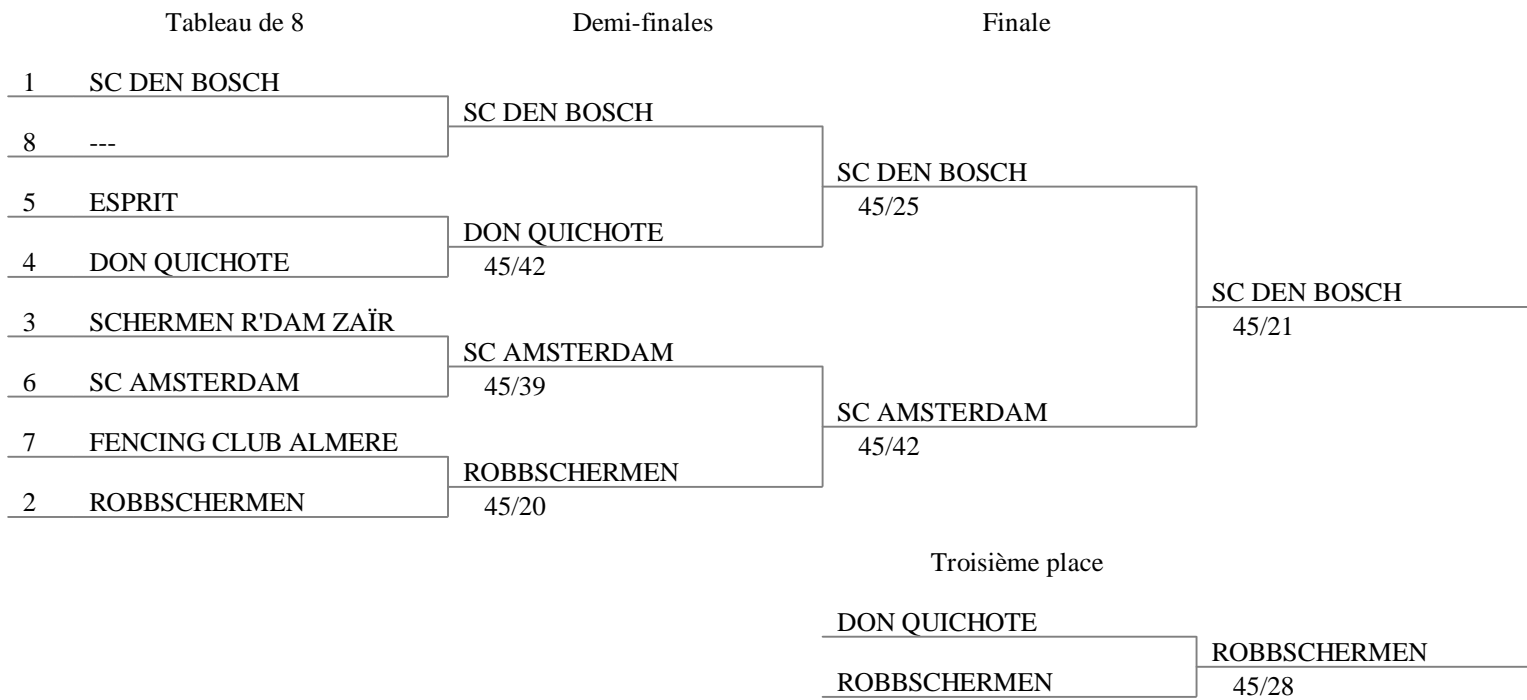 Tableau de 8 Demi-finales Finale
1 SC DEN BOSCH
SC DEN BOSCH
8 ---
SC DEN BOSCH
5 ESPRIT
45/25
DON QUICHOTE
4 DON QUICHOTE
45/42
SC DEN BOSCH
3 SCHERMEN R'DAM ZAÏR
45/21
SC AMSTERDAM
6 SC AMSTERDAM
45/39
SC AMSTERDAM
7 FENCING CLUB ALMERE
45/42
ROBBSCHERMEN
2 ROBBSCHERMEN
45/20
Troisième place
DON QUICHOTE
ROBBSCHERMEN
ROBBSCHERMEN
45/28